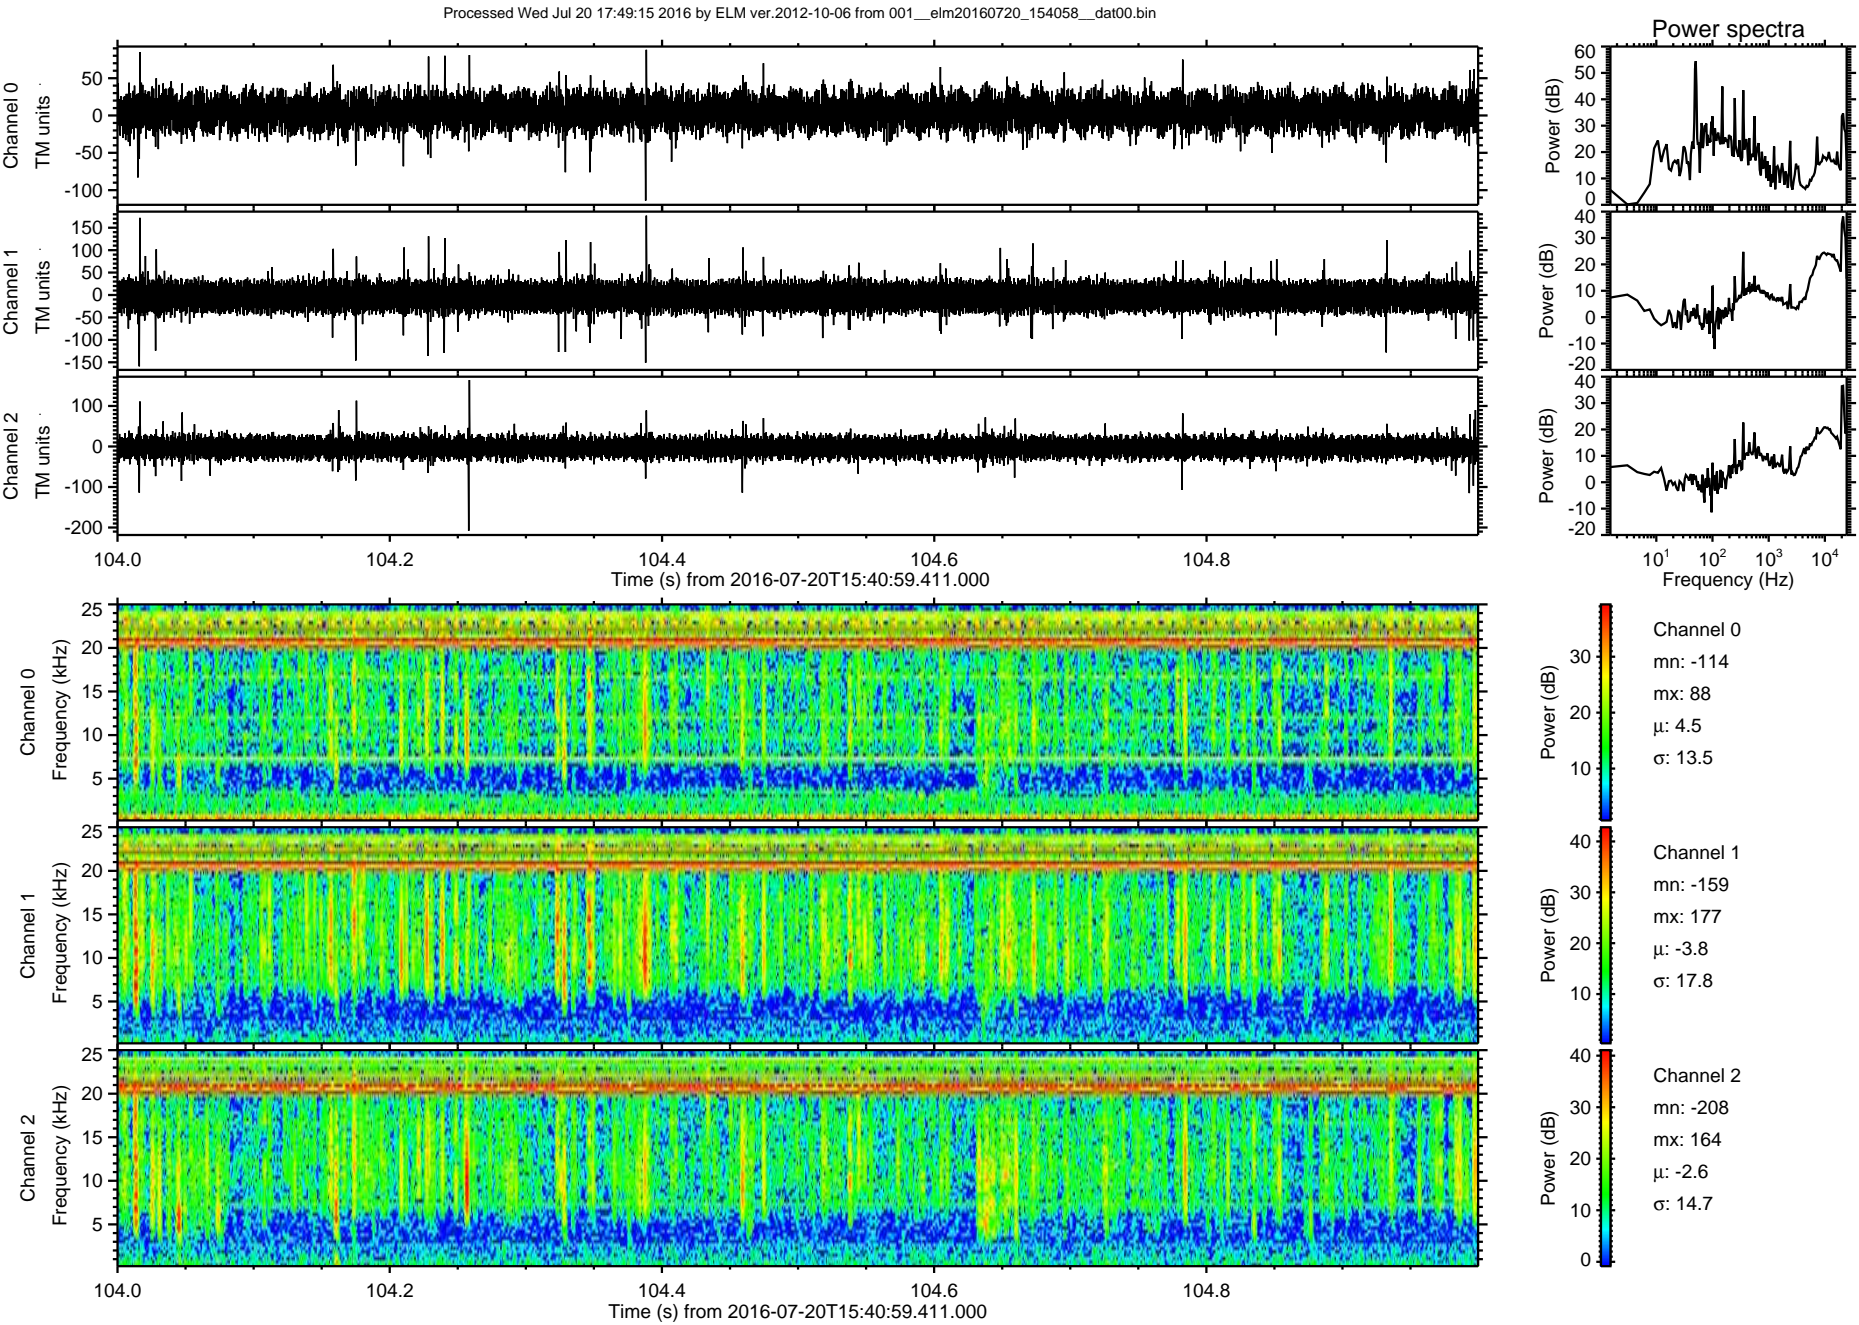 Processed Wed Jul 20 17:49:15 2016 by ELM ver.2012-10-06 from 001__elm20160720_154058__dat00.bin
Power spectra
Channel 0
TM units
50
0
-50
-100
Power (dB)
60
50
40
30
20
10
0
Channel 1
TM units
150
100
50
0
-50
-100
-150
Power (dB)
40
30
20
10
0
-10
-20
Channel 2
TM units
100
0
-100
-200
Power (dB)
40
30
20
10
0
-10
-20
104.0 104.2 104.4 104.6 104.8
Time (s) from 2016-07-20T15:40:59.411.000
10^1 10^2 10^3 10^4
Frequency (Hz)
Channel 0
Frequency (kHz)
25
20
15
10
5
Power (dB)
30
20
10
Channel 0
mn: -114
mx: 88
μ: 4.5
σ: 13.5
Channel 1
Frequency (kHz)
25
20
15
10
5
Power (dB)
40
30
20
10
Channel 1
mn: -159
mx: 177
μ: -3.8
σ: 17.8
Channel 2
Frequency (kHz)
25
20
15
10
5
Power (dB)
40
30
20
10
0
Channel 2
mn: -208
mx: 164
μ: -2.6
σ: 14.7
104.0 104.2 104.4 104.6 104.8
Time (s) from 2016-07-20T15:40:59.411.000